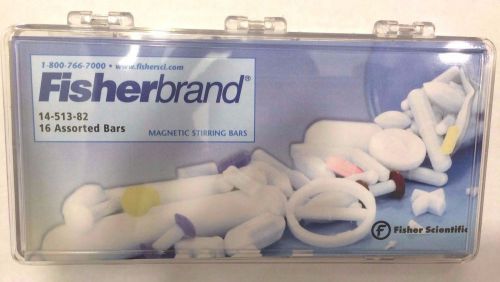 1-800-766-7000 • www.fishersci.com
Fisherbrand®
14-513-82
16 Assorted Bars
MAGNETIC STIRRING BARS
Fisher Scientific